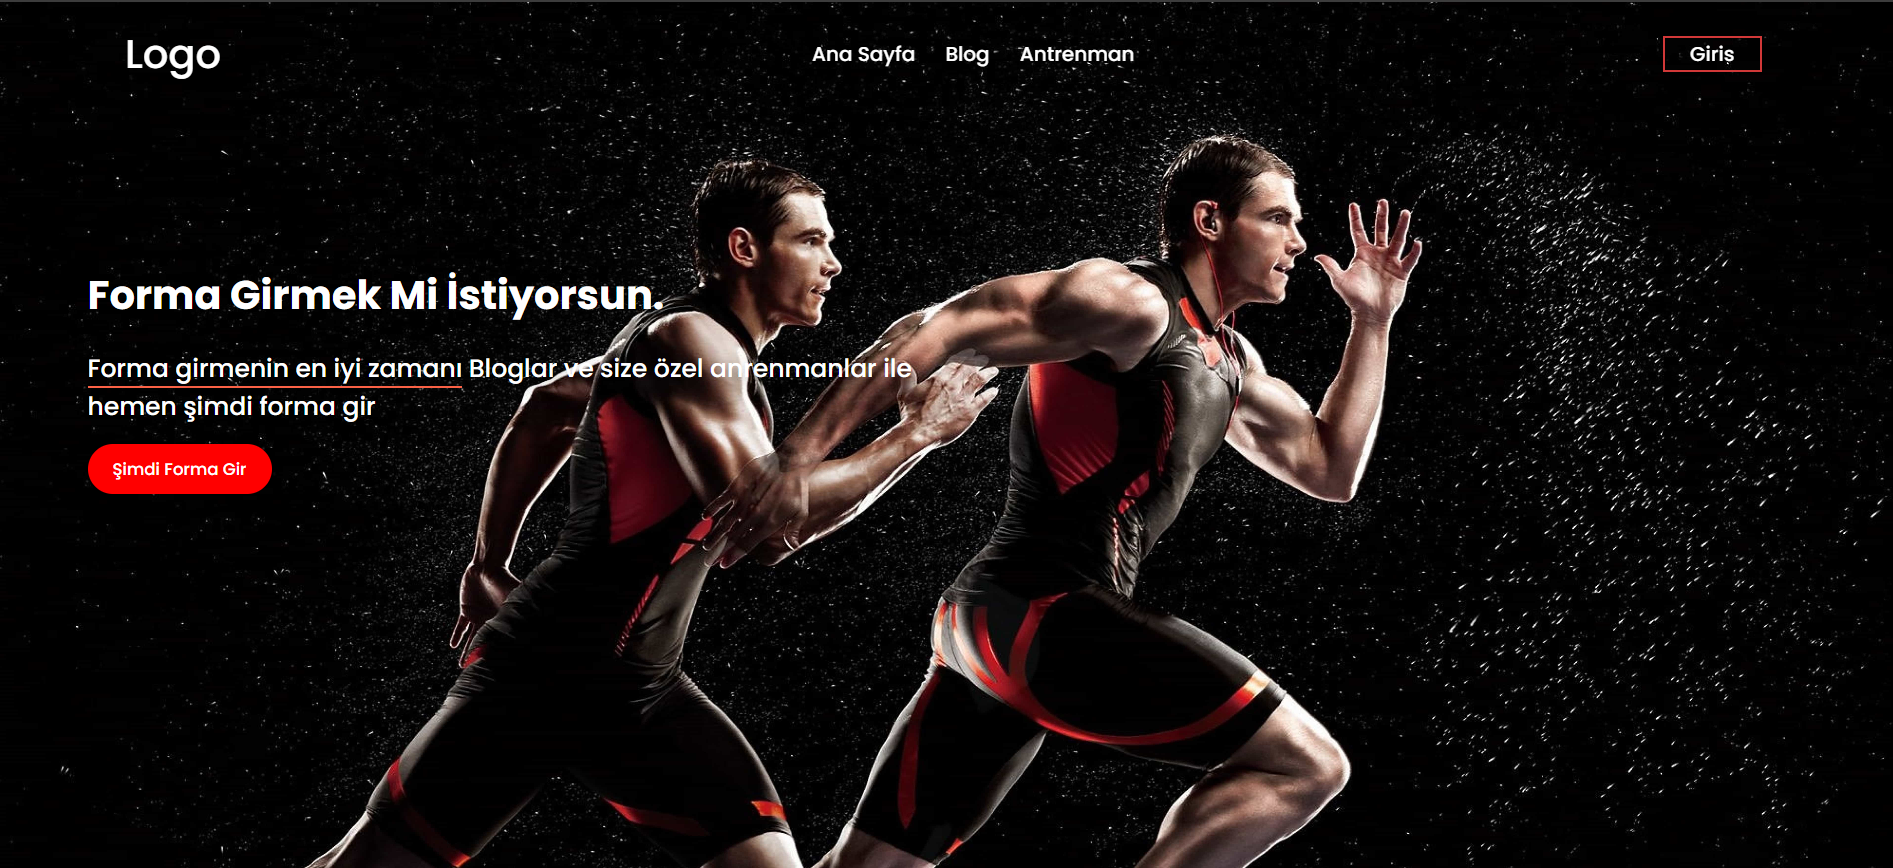 Logo
Ana Sayfa Blog Antrenman
Giriş
Forma Girmek Mi İstiyorsun.
Forma girmenin en iyi zamanı Bloglar ve size özel anrenmanlar ile
hemen şimdi forma gir
Şimdi Forma Gir